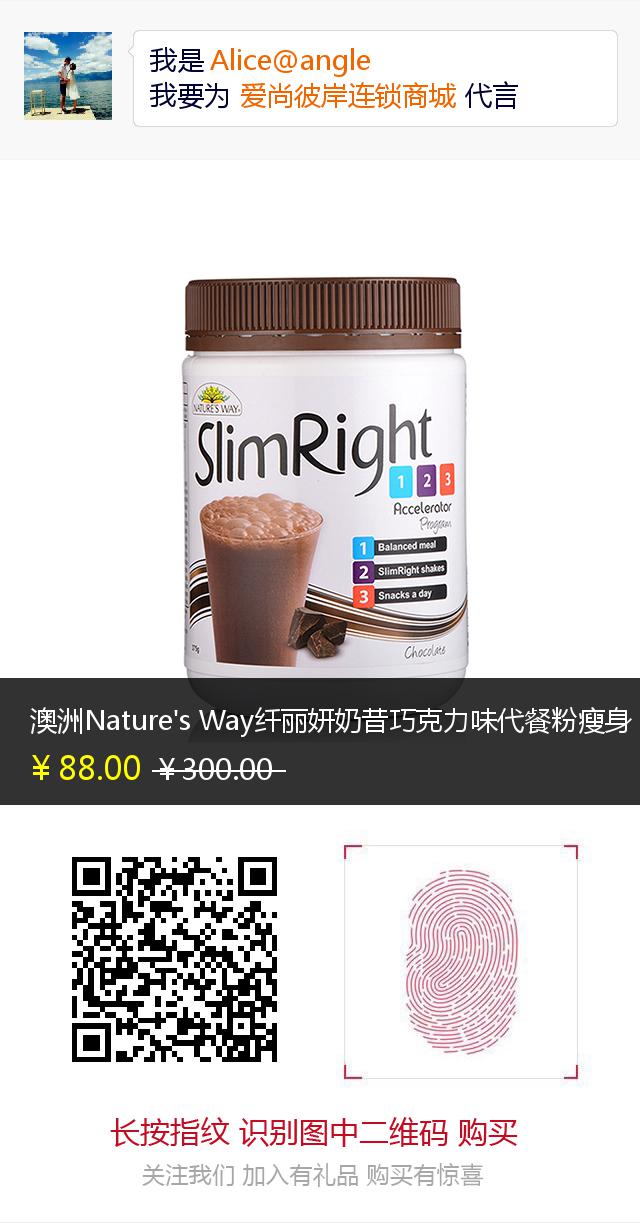 我是 Alice@angle
我要为 爱尚彼岸连锁商城 代言
NATURE'S WAY
SlimRight
1 2 3
Accelerator
Program
1 Balanced meal
2 SlimRight shakes
3 Snacks a day
Chocolate
375g
澳洲Nature's Way纤丽妍奶昔巧克力味代餐粉瘦身
¥ 88.00 ¥ 300.00
长按指纹 识别图中二维码 购买
关注我们 加入有礼品 购买有惊喜